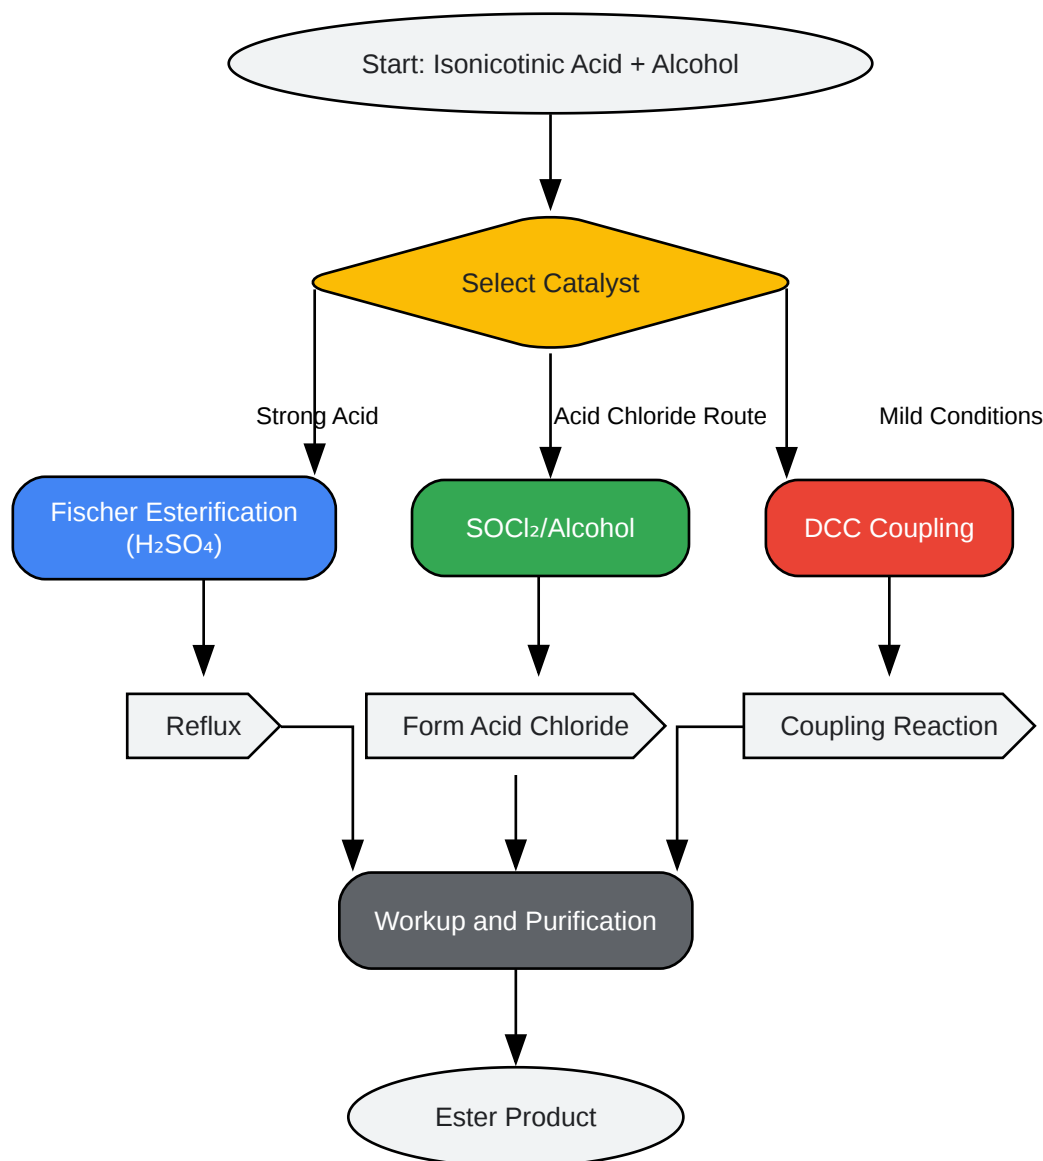 Start: Isonicotinic Acid + Alcohol
Select Catalyst
Strong Acid
Acid Chloride Route
Mild Conditions
Fischer Esterification
(H₂SO₄)
SOCl₂/Alcohol
DCC Coupling
Reflux
Form Acid Chloride
Coupling Reaction
Workup and Purification
Ester Product